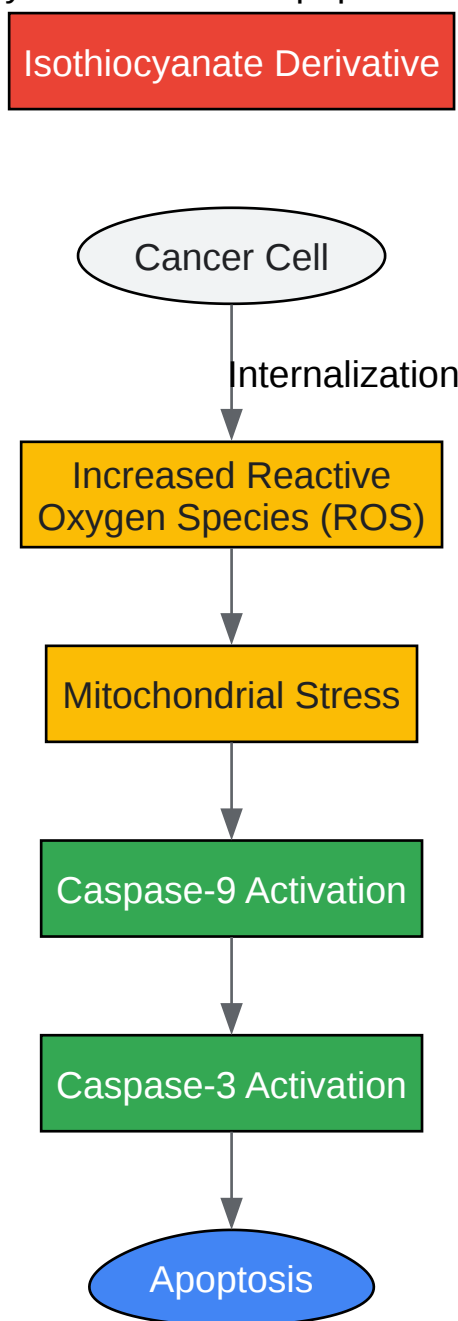 Isothiocyanate Derivative
Cancer Cell
Internalization
Increased Reactive
Oxygen Species (ROS)
Mitochondrial Stress
Caspase-9 Activation
Caspase-3 Activation
Apoptosis